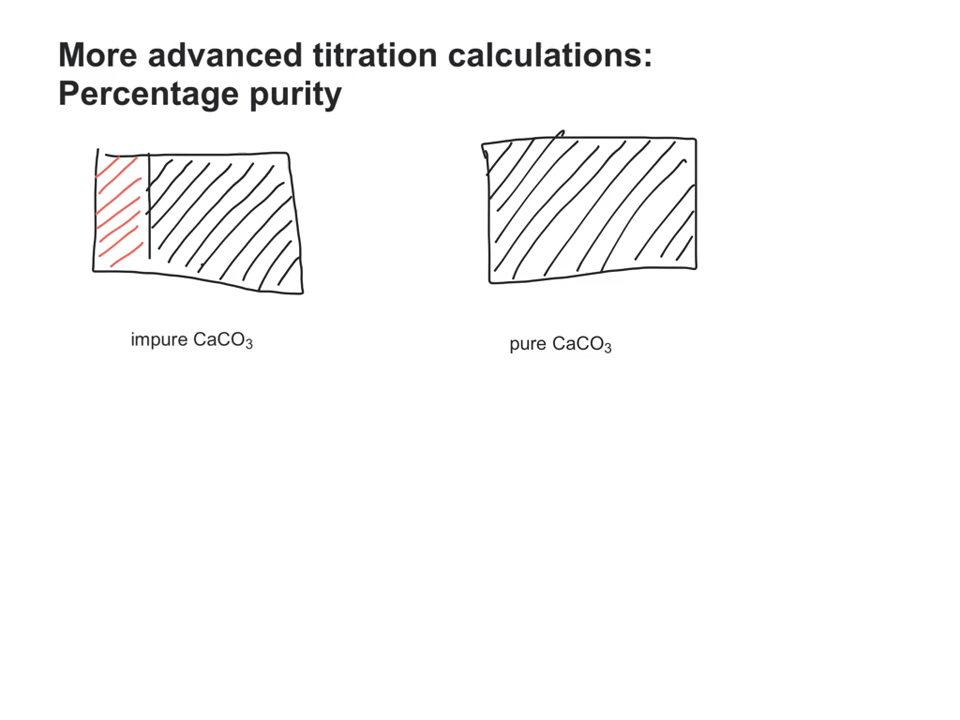 More advanced titration calculations:
Percentage purity
impure CaCO₃
pure CaCO₃